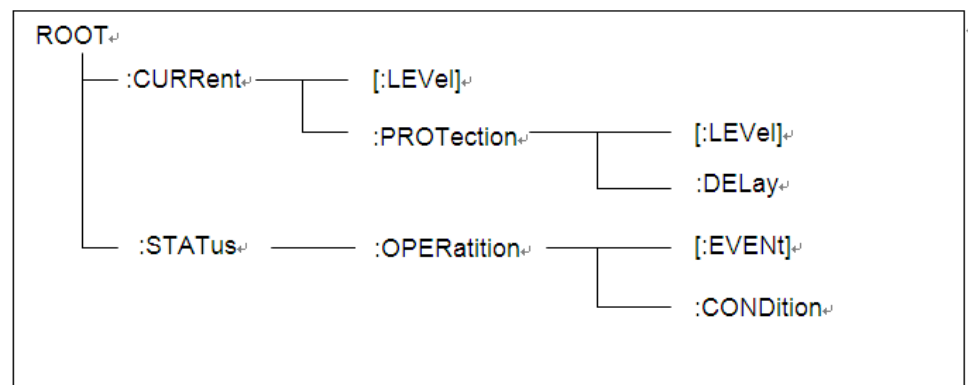 ROOT
:CURRent [:LEVel]
:PROTection [:LEVel]
:DELay
:STATus :OPERatition [:EVENt]
:CONDition